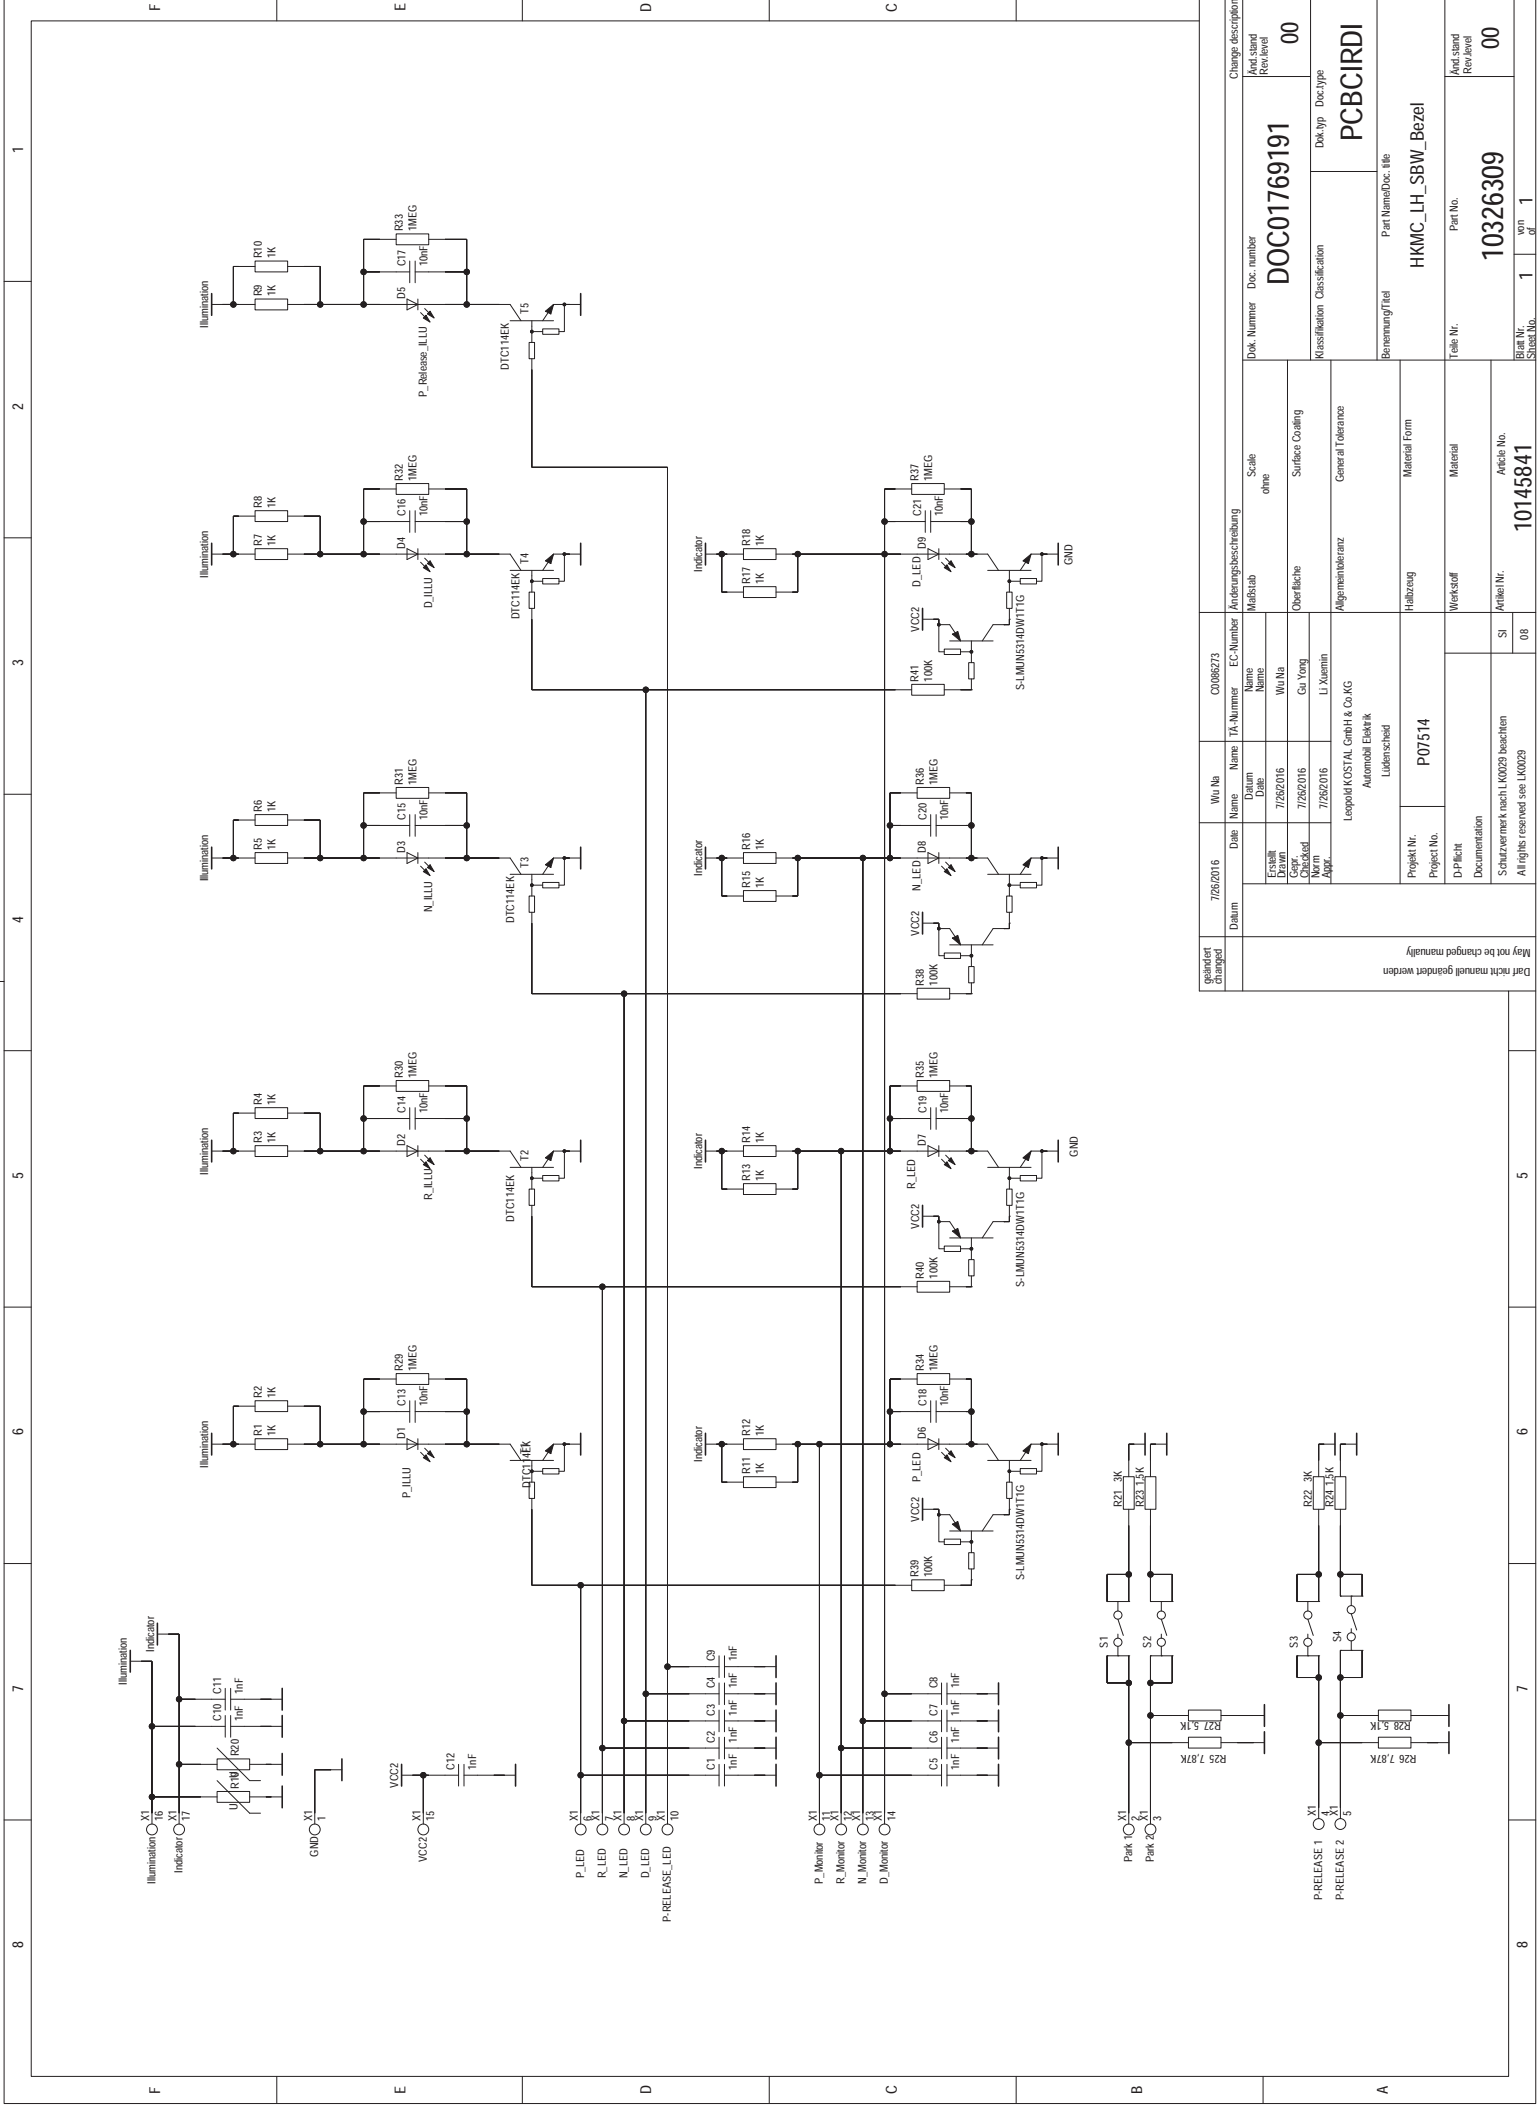 F
E
D
C
B
A
8
7
6
5
4
3
2
1
Illumination
Indicator
X1
16
X1
17
Illumination
Indicator
U
R19
U
R20
C10
1nF
C11
1nF
GND
X1
1
VCC2
X1
15
VCC2
C12
1nF
P_LED
X1
6
R_LED
X1
7
N_LED
X1
8
D_LED
X1
9
P-RELEASE_LED
X1
10
C1
1nF
C2
1nF
C3
1nF
C4
1nF
C9
1nF
P_Monitor
X1
11
R_Monitor
X1
12
N_Monitor
X1
13
D_Monitor
X1
14
C5
1nF
C6
1nF
C7
1nF
C8
1nF
Park 1
X1
2
Park 2
X1
3
R25 7,87K
R27 5,1K
S1
S2
R21 3K
R23 1,5K
P-RELEASE 1
X1
4
P-RELEASE 2
X1
5
R26 7,87K
R28 5,1K
S3
S4
R22 3K
R24 1,5K
Illumination
R1
1K
R2
1K
P_ILLU
D1
C13
10nF
R29
1MEG
DTC114EK
Illumination
R3
1K
R4
1K
R_ILLU
D2
C14
10nF
R30
1MEG
DTC114EK
T2
Illumination
R5
1K
R6
1K
N_ILLU
D3
C15
10nF
R31
1MEG
DTC114EK
T3
Illumination
R7
1K
R8
1K
D_ILLU
D4
C16
10nF
R32
1MEG
DTC114EK
T4
Illumination
R9
1K
R10
1K
P_Release_ILLU
D5
C17
10nF
R33
1MEG
DTC114EK
T5
Indicator
R11
1K
R12
1K
R39
100K
VCC2
P_LED
D6
C18
10nF
R34
1MEG
S-LMUN5314DW1T1G
Indicator
R13
1K
R14
1K
R40
100K
VCC2
R_LED
D7
C19
10nF
R35
1MEG
S-LMUN5314DW1T1G
GND
Indicator
R15
1K
R16
1K
R38
100K
VCC2
N_LED
D8
C20
10nF
R36
1MEG
Indicator
R17
1K
R18
1K
R41
100K
VCC2
D_LED
D9
C21
10nF
R37
1MEG
S-LMUN5314DW1T1G
GND
geändert
changed
7/26/2016
Wu Na
C0086273
Datum
Date
Name
Name
TÄ-Nummer
EC-Number
Änderungsbeschreibung
Change description
Darf nicht manuell geändert werden
May not be changed manually
Datum
Date
Name
Name
Erstellt
Drawn
7/26/2016
Wu Na
Gepr.
Checked
7/26/2016
Gu Yong
Norm
Appr.
7/26/2016
Li Xuemin
Leopold KOSTAL GmbH & Co.KG
Automobil Elektrik
Lüdenscheid
Projekt Nr.
Project No.
P07514
D-Pflicht
Documentation
Schutzvermerk nach LK0029 beachten
All rights reserved see LK0029
SI
08
Maßstab
Scale
ohne
Oberfläche
Surface Coating
Allgemeintoleranz
General Tolerance
Halbzeug
Material Form
Werkstoff
Material
Artikel Nr.
Article No.
10145841
Dok. Nummer
Doc. number
DOC01769191
Änd.stand
Rev.level
00
Klassifikation
Classification
Dok.typ
Doc.type
PCBCIRDI
Benennung/Titel
Part Name/Doc. title
HKMC_LH_SBW_Bezel
Teile Nr.
Part No.
10326309
Änd.stand
Rev.level
00
Blatt Nr.
Sheet No.
1
von
of
1